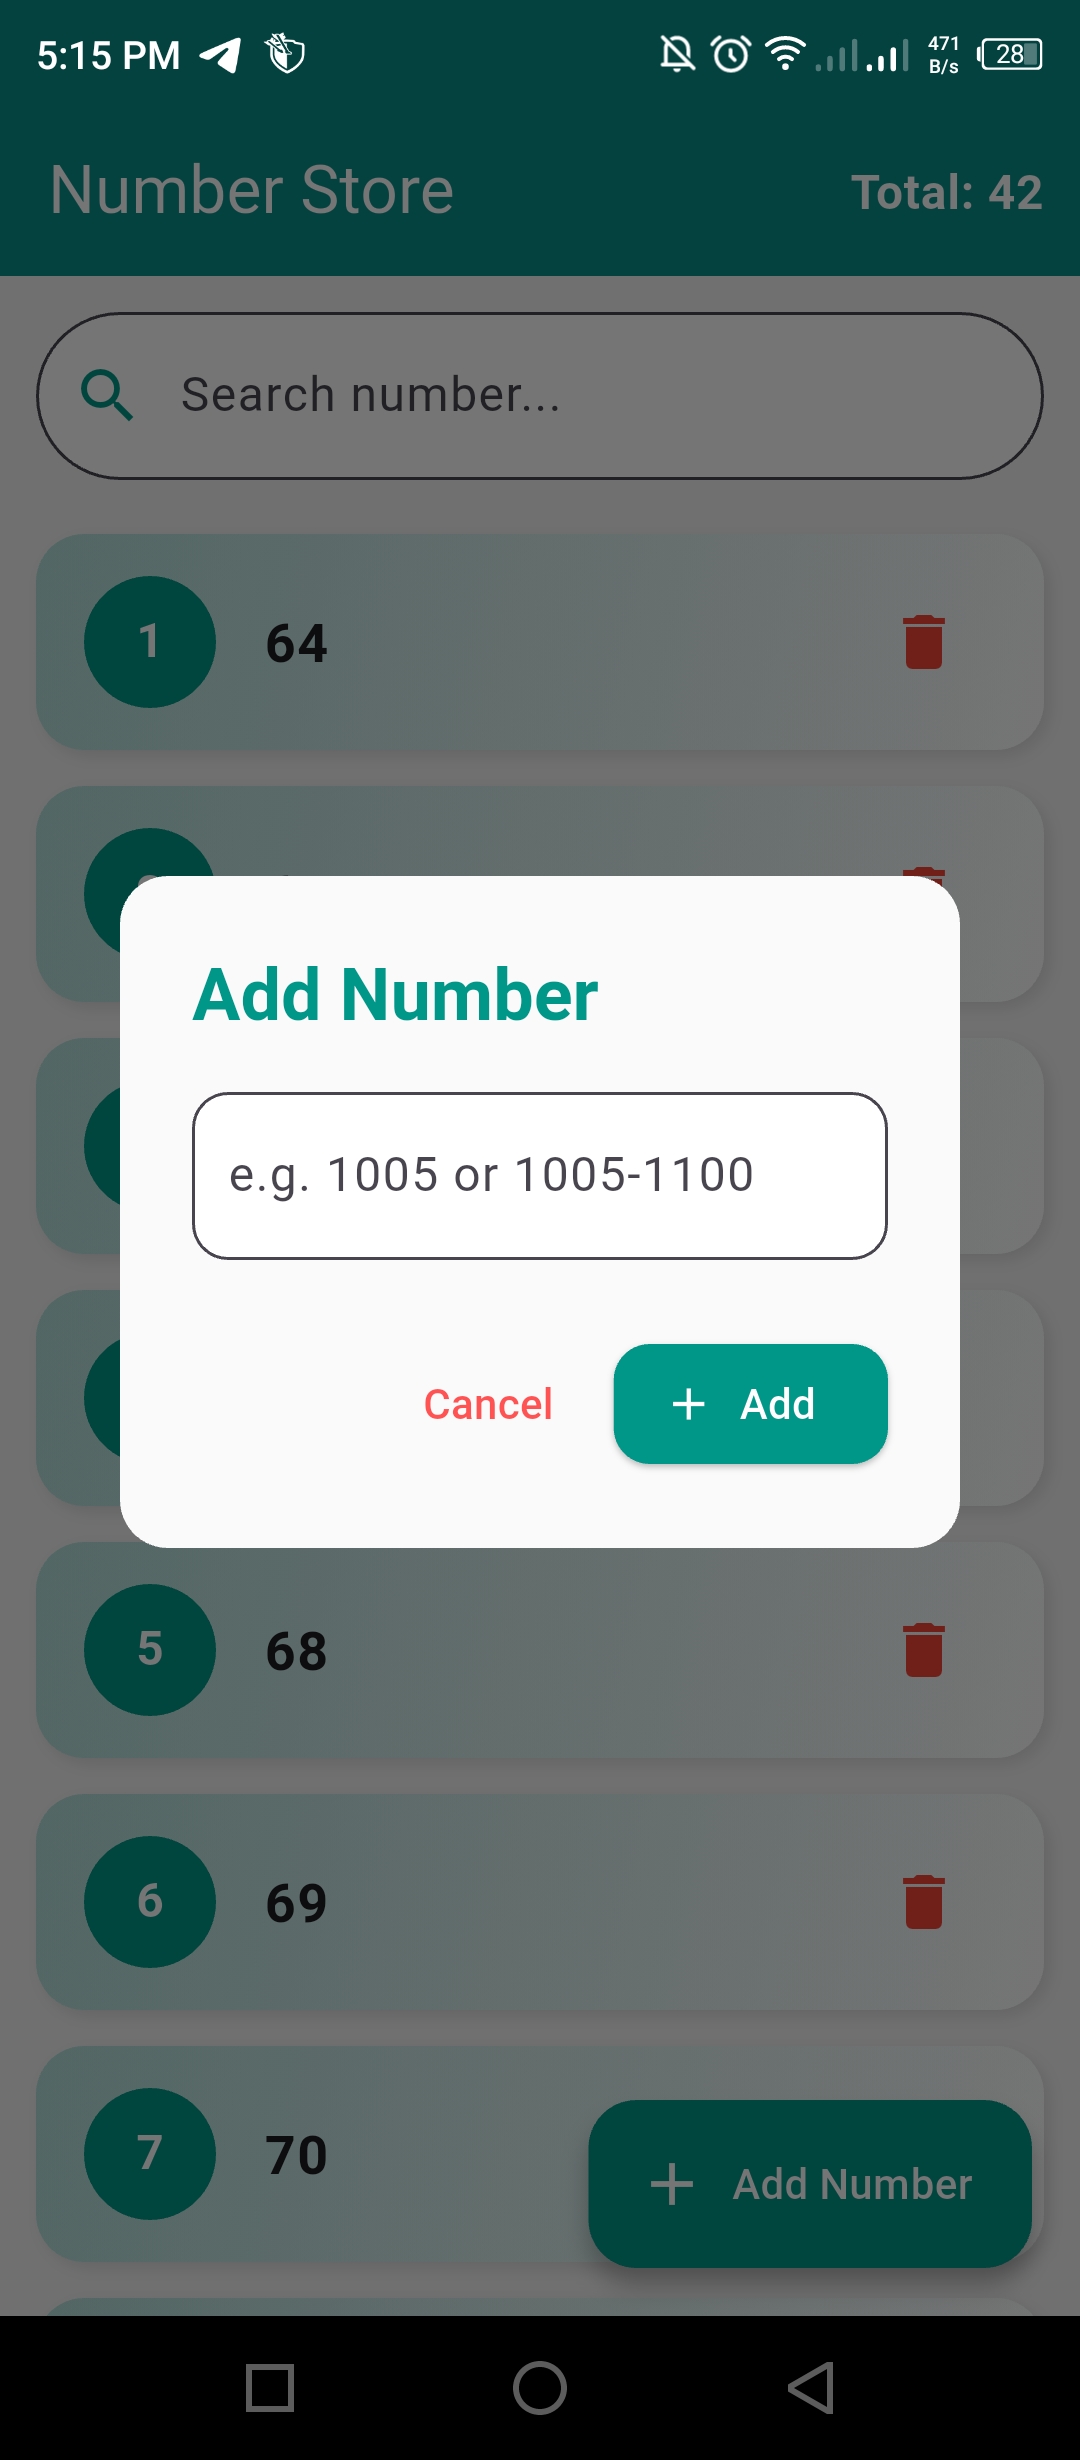 5:15 PM 471 B/s 28
Number Store Total: 42
Search number...
1 64
Add Number
e.g. 1005 or 1005-1100
Cancel + Add
5 68
6 69
7 70
+ Add Number